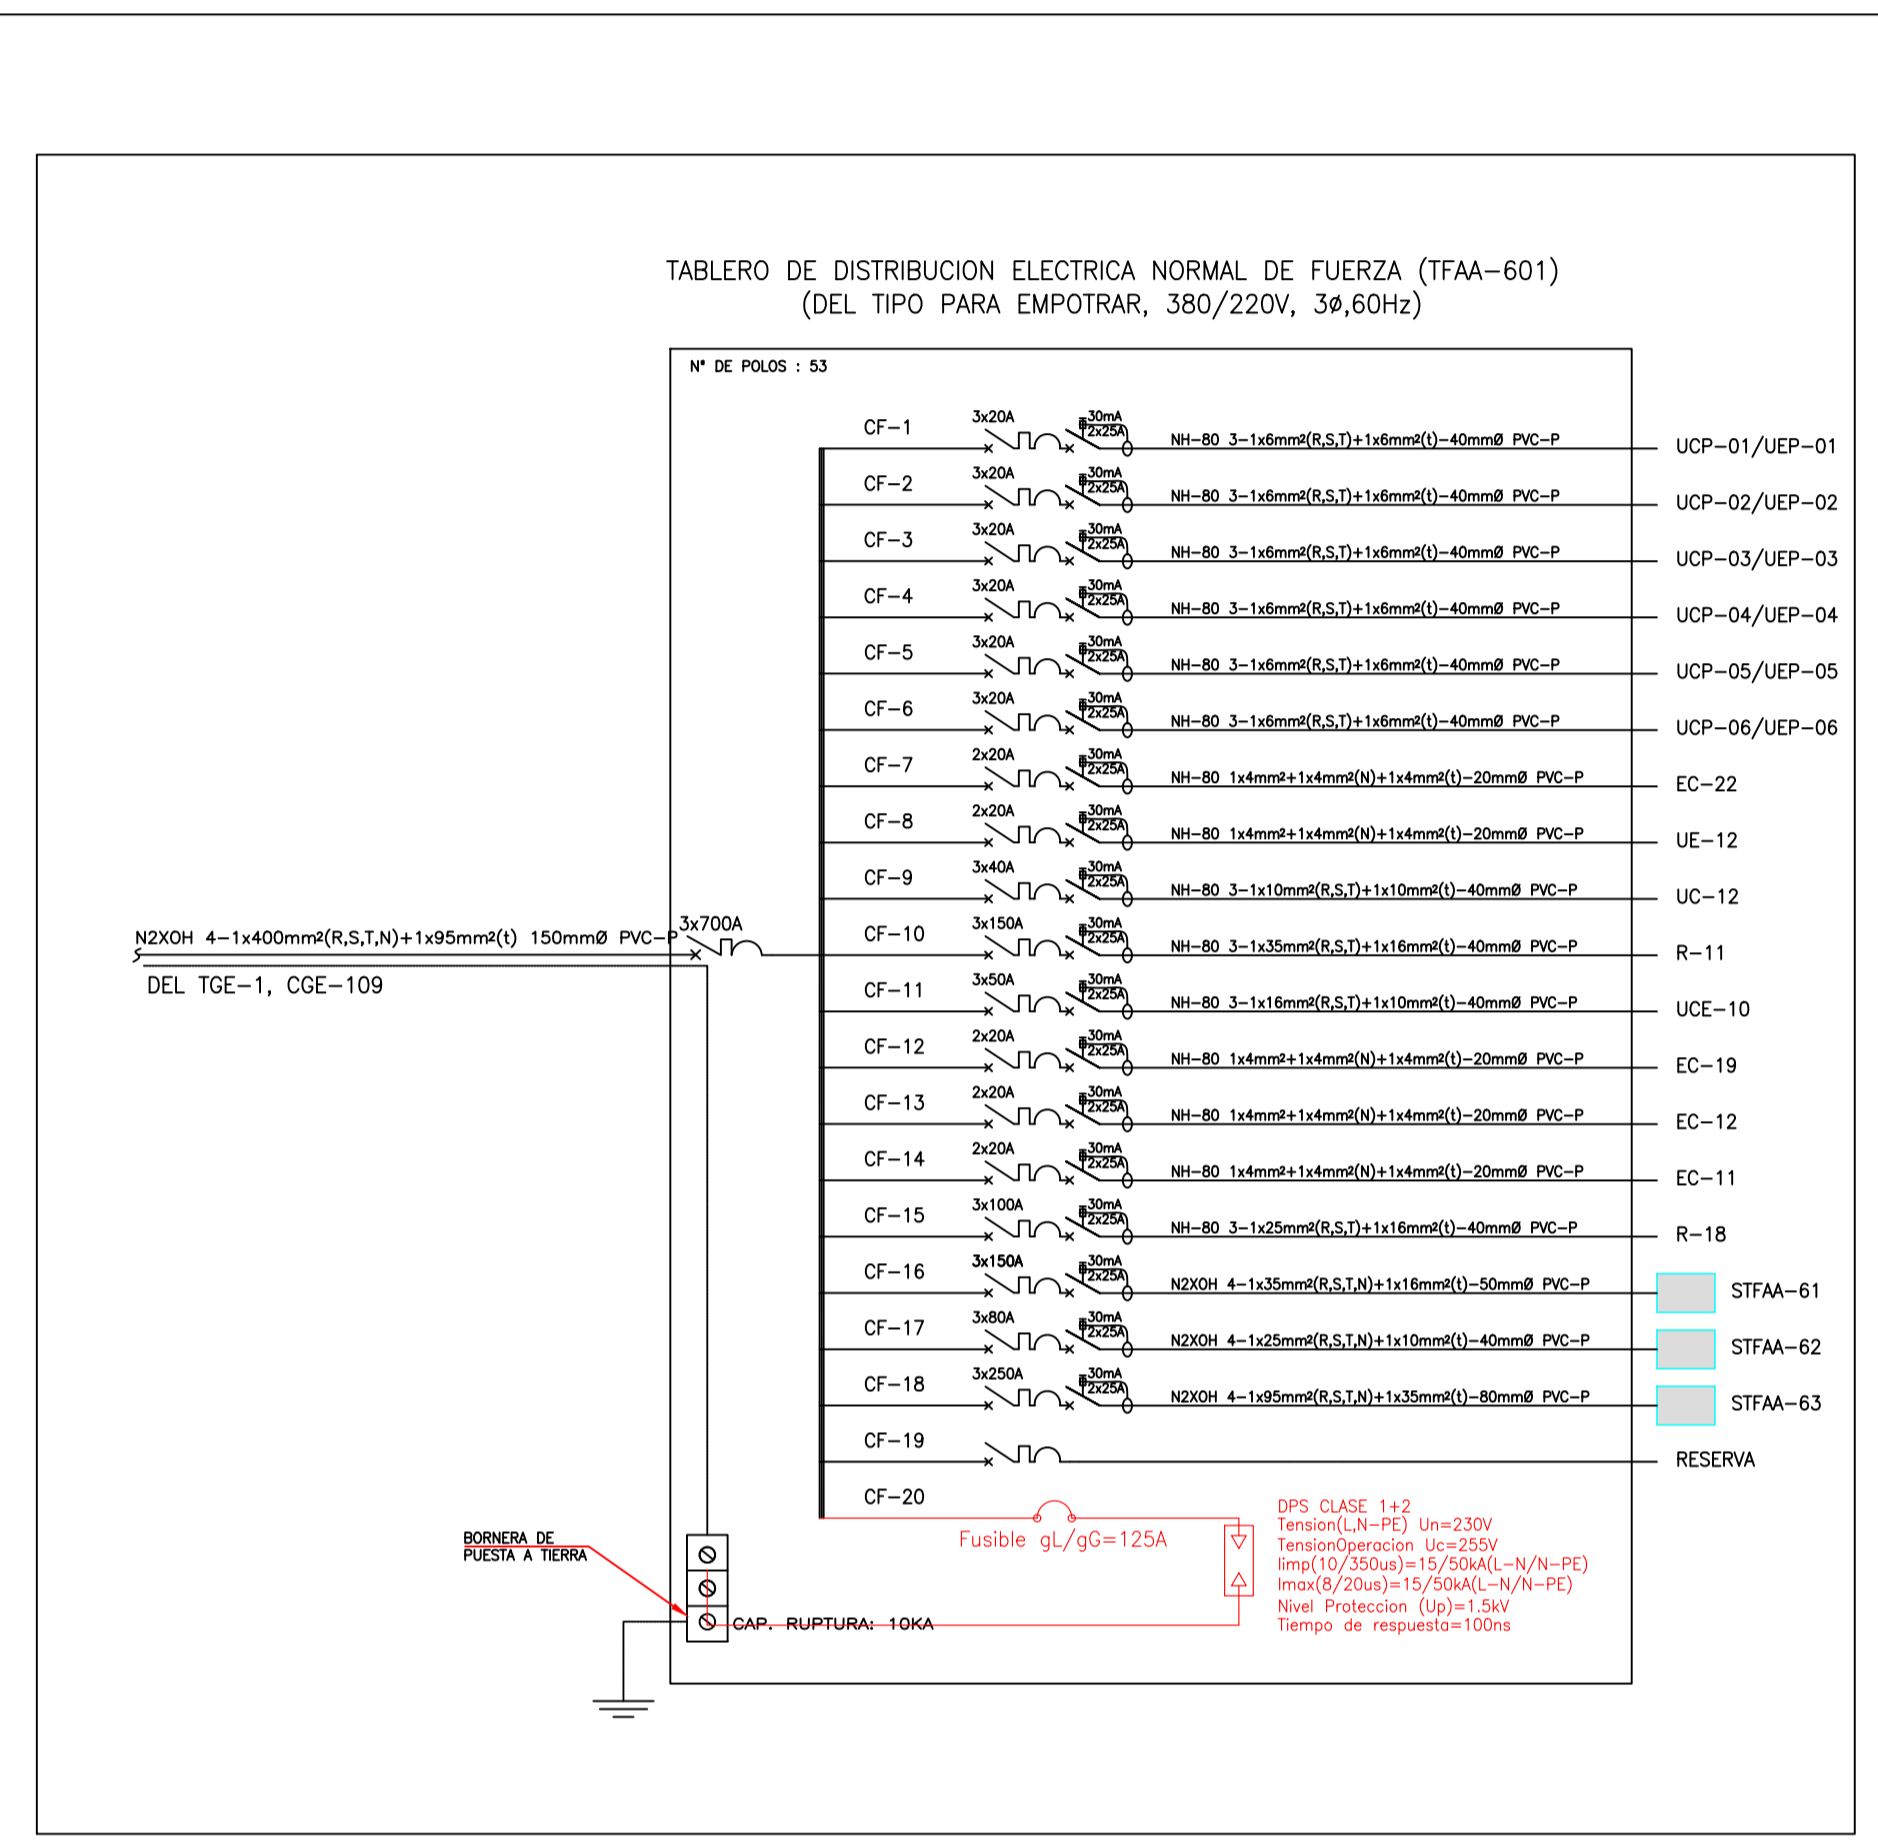 TABLERO DE DISTRIBUCION ELECTRICA NORMAL DE FUERZA (TFAA-601)
(DEL TIPO PARA EMPOTRAR, 380/220V, 3ø,60Hz)
N° DE POLOS : 53
CF-1 3x20A 30mA 2x25A NH-80 3-1x6mm²(R,S,T)+1x6mm²(t)-40mmØ PVC-P UCP-01/UEP-01
CF-2 3x20A 30mA 2x25A NH-80 3-1x6mm²(R,S,T)+1x6mm²(t)-40mmØ PVC-P UCP-02/UEP-02
CF-3 3x20A 30mA 2x25A NH-80 3-1x6mm²(R,S,T)+1x6mm²(t)-40mmØ PVC-P UCP-03/UEP-03
CF-4 3x20A 30mA 2x25A NH-80 3-1x6mm²(R,S,T)+1x6mm²(t)-40mmØ PVC-P UCP-04/UEP-04
CF-5 3x20A 30mA 2x25A NH-80 3-1x6mm²(R,S,T)+1x6mm²(t)-40mmØ PVC-P UCP-05/UEP-05
CF-6 3x20A 30mA 2x25A NH-80 3-1x6mm²(R,S,T)+1x6mm²(t)-40mmØ PVC-P UCP-06/UEP-06
CF-7 2x20A 30mA 2x25A NH-80 1x4mm²+1x4mm²(N)+1x4mm²(t)-20mmØ PVC-P EC-22
CF-8 2x20A 30mA 2x25A NH-80 1x4mm²+1x4mm²(N)+1x4mm²(t)-20mmØ PVC-P UE-12
CF-9 3x40A 30mA 2x25A NH-80 3-1x10mm²(R,S,T)+1x10mm²(t)-40mmØ PVC-P UC-12
N2XOH 4-1x400mm²(R,S,T,N)+1x95mm²(t) 150mmØ PVC-P 3x700A
DEL TGE-1, CGE-109
CF-10 3x150A 30mA 2x25A NH-80 3-1x35mm²(R,S,T)+1x16mm²(t)-40mmØ PVC-P R-11
CF-11 3x50A 30mA 2x25A NH-80 3-1x16mm²(R,S,T)+1x10mm²(t)-40mmØ PVC-P UCE-10
CF-12 2x20A 30mA 2x25A NH-80 1x4mm²+1x4mm²(N)+1x4mm²(t)-20mmØ PVC-P EC-19
CF-13 2x20A 30mA 2x25A NH-80 1x4mm²+1x4mm²(N)+1x4mm²(t)-20mmØ PVC-P EC-12
CF-14 2x20A 30mA 2x25A NH-80 1x4mm²+1x4mm²(N)+1x4mm²(t)-20mmØ PVC-P EC-11
CF-15 3x100A 30mA 2x25A NH-80 3-1x25mm²(R,S,T)+1x16mm²(t)-40mmØ PVC-P R-18
CF-16 3x150A 30mA 2x25A N2XOH 4-1x35mm²(R,S,T,N)+1x16mm²(t)-50mmØ PVC-P STFAA-61
CF-17 3x80A 30mA 2x25A N2XOH 4-1x25mm²(R,S,T,N)+1x10mm²(t)-40mmØ PVC-P STFAA-62
CF-18 3x250A 30mA 2x25A N2XOH 4-1x95mm²(R,S,T,N)+1x35mm²(t)-80mmØ PVC-P STFAA-63
CF-19 RESERVA
CF-20
Fusible gL/gG=125A
DPS CLASE 1+2
Tension(L,N-PE) Un=230V
TensionOperacion Uc=255V
Iimp(10/350us)=15/50kA(L-N/N-PE)
Imax(8/20us)=15/50kA(L-N/N-PE)
Nivel Proteccion (Up)=1.5kV
Tiempo de respuesta=100ns
BORNERA DE
PUESTA A TIERRA
CAP. RUPTURA: 10KA